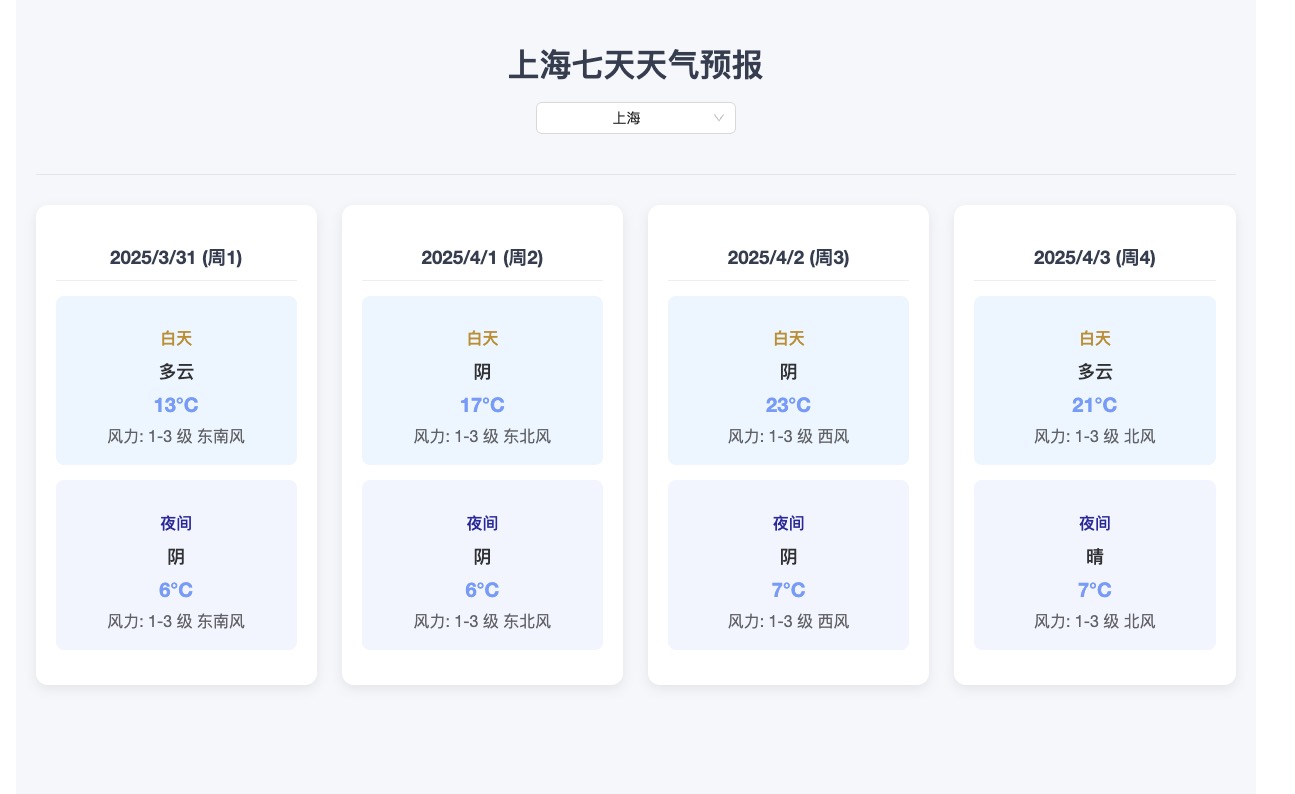 上海七天天气预报
上海
2025/3/31 (周1)
白天
多云
13°C
风力: 1-3 级 东南风
夜间
阴
6°C
风力: 1-3 级 东南风
2025/4/1 (周2)
白天
阴
17°C
风力: 1-3 级 东北风
夜间
阴
6°C
风力: 1-3 级 东北风
2025/4/2 (周3)
白天
阴
23°C
风力: 1-3 级 西风
夜间
阴
7°C
风力: 1-3 级 西风
2025/4/3 (周4)
白天
多云
21°C
风力: 1-3 级 北风
夜间
晴
7°C
风力: 1-3 级 北风